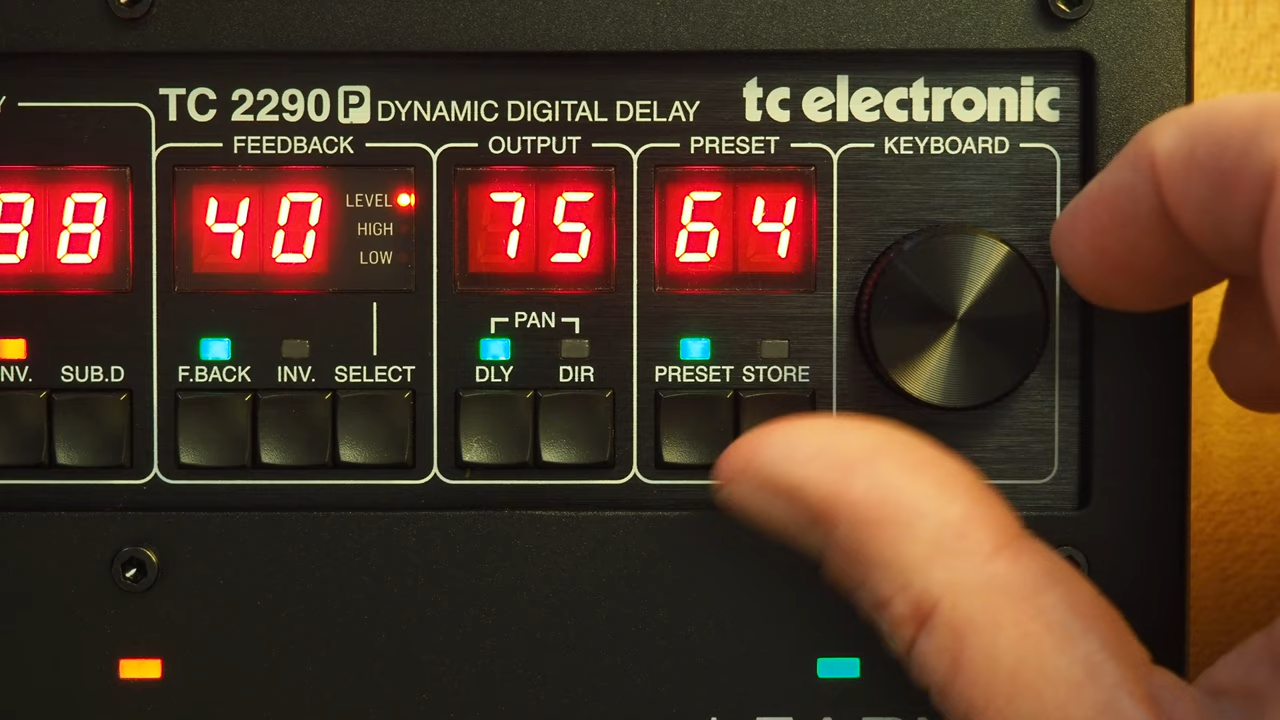 TC 2290 P DYNAMIC DIGITAL DELAY
tc electronic
FEEDBACK
OUTPUT
PRESET
KEYBOARD
88
40
LEVEL
HIGH
LOW
75
64
PAN
SUB.D
F.BACK
INV.
SELECT
DLY
DIR
PRESET
STORE